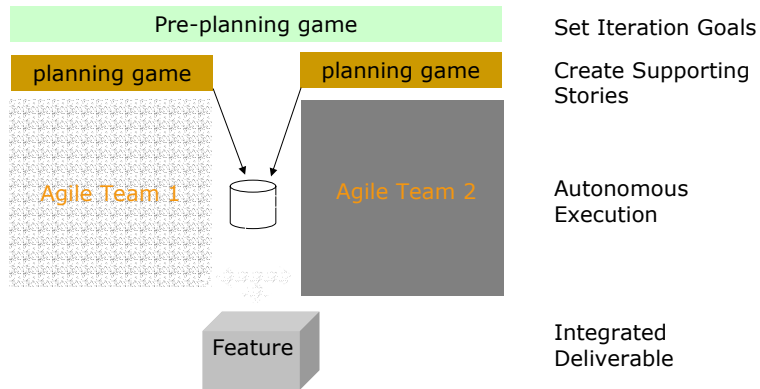 Pre-planning game
Set Iteration Goals
planning game
planning game
Create Supporting
Stories
Agile Team 1
Agile Team 2
Autonomous
Execution
Feature
Integrated
Deliverable